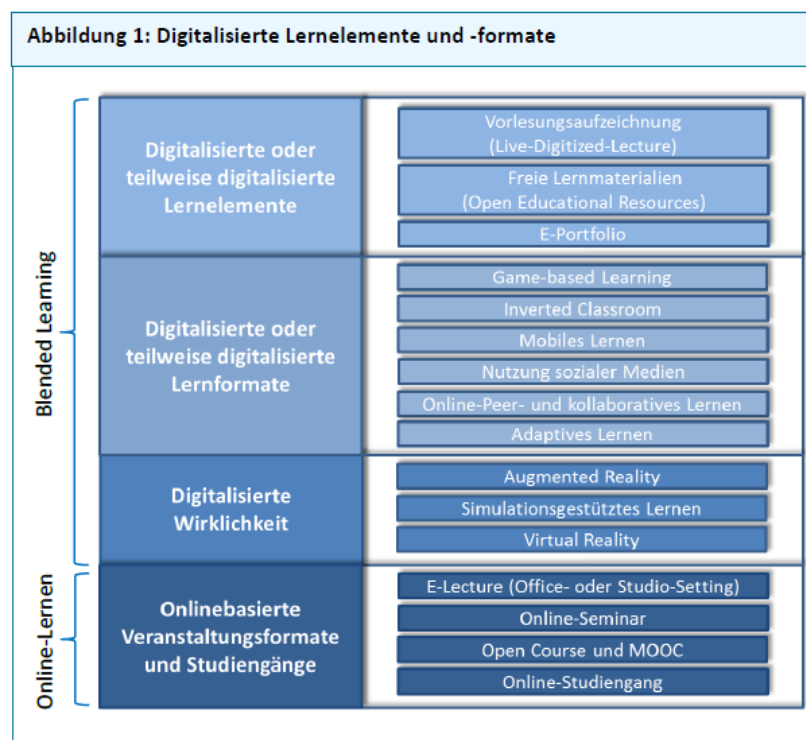 Abbildung 1: Digitalisierte Lernelemente und -formate
Blended Learning
Digitalisierte oder
teilweise digitalisierte
Lernelemente
Vorlesungsaufzeichnung
(Live-Digitized-Lecture)
Freie Lernmaterialien
(Open Educational Resources)
E-Portfolio
Digitalisierte oder
teilweise digitalisierte
Lernformate
Game-based Learning
Inverted Classroom
Mobiles Lernen
Nutzung sozialer Medien
Online-Peer- und kollaboratives Lernen
Adaptives Lernen
Digitalisierte
Wirklichkeit
Augmented Reality
Simulationsgestütztes Lernen
Virtual Reality
Online-Lernen
Onlinebasierte
Veranstaltungsformate
und Studiengänge
E-Lecture (Office- oder Studio-Setting)
Online-Seminar
Open Course und MOOC
Online-Studiengang